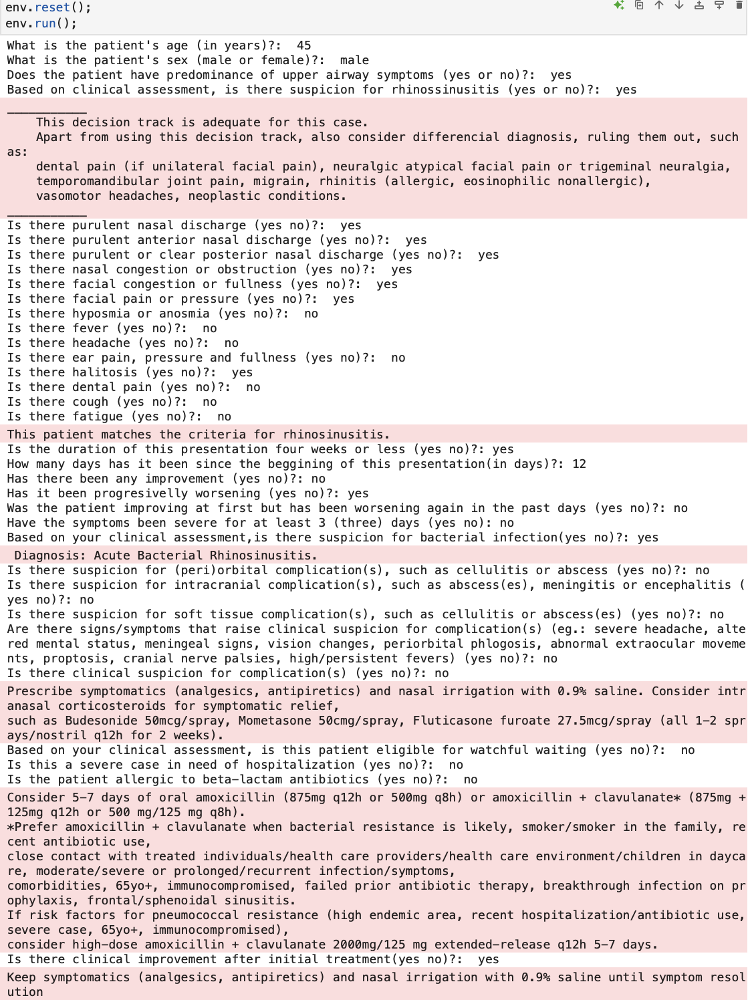 env.reset();
env.run();
What is the patient's age (in years)?:  45
What is the patient's sex (male or female)?:  male
Does the patient have predominance of upper airway symptoms (yes or no)?:  yes
Based on clinical assessment, is there suspicion for rhinossinusitis (yes or no)?:  yes
___________
    This decision track is adequate for this case.
    Apart from using this decision track, also consider differencial diagnosis, ruling them out, such
as:
    dental pain (if unilateral facial pain), neuralgic atypical facial pain or trigeminal neuralgia,
    temporomandibular joint pain, migrain, rhinitis (allergic, eosinophilic nonallergic),
    vasomotor headaches, neoplastic conditions.
___________
Is there purulent nasal discharge (yes no)?:  yes
Is there purulent anterior nasal discharge (yes no)?:  yes
Is there purulent or clear posterior nasal discharge (yes no)?:  yes
Is there nasal congestion or obstruction (yes no)?:  yes
Is there facial congestion or fullness (yes no)?:  yes
Is there facial pain or pressure (yes no)?:  yes
Is there hyposmia or anosmia (yes no)?:  no
Is there fever (yes no)?:  no
Is there headache (yes no)?:  no
Is there ear pain, pressure and fullness (yes no)?:  no
Is there halitosis (yes no)?:  yes
Is there dental pain (yes no)?:  no
Is there cough (yes no)?:  no
Is there fatigue (yes no)?:  no
This patient matches the criteria for rhinosinusitis.
Is the duration of this presentation four weeks or less (yes no)?: yes
How many days has it been since the beggining of this presentation(in days)?: 12
Has there been any improvement (yes no)?: no
Has it been progresivelly worsening (yes no)?: yes
Was the patient improving at first but has been worsening again in the past days (yes no)?: no
Have the symptoms been severe for at least 3 (three) days (yes no): no
Based on your clinical assessment,is there suspicion for bacterial infection(yes no)?: yes
 Diagnosis: Acute Bacterial Rhinosinusitis.
Is there suspicion for (peri)orbital complication(s), such as cellulitis or abscess (yes no)?: no
Is there suspicion for intracranial complication(s), such as abscess(es), meningitis or encephalitis (
yes no)?: no
Is there suspicion for soft tissue complication(s), such as cellulitis or abscess(es) (yes no)?: no
Are there signs/symptoms that raise clinical suspicion for complication(s) (eg.: severe headache, alte
red mental status, meningeal signs, vision changes, periorbital phlogosis, abnormal extraocular moveme
nts, proptosis, cranial nerve palsies, high/persistent fevers) (yes no)?: no
Is there clinical suspicion for complication(s) (yes no)?: no
Prescribe symptomatics (analgesics, antipiretics) and nasal irrigation with 0.9% saline. Consider intr
anasal corticosteroids for symptomatic relief,
such as Budesonide 50mcg/spray, Mometasone 50cmg/spray, Fluticasone furoate 27.5mcg/spray (all 1-2 spr
ays/nostril q12h for 2 weeks).
Based on your clinical assessment, is this patient eligible for watchful waiting (yes no)?:  no
Is this a severe case in need of hospitalization (yes no)?:  no
Is the patient allergic to beta-lactam antibiotics (yes no)?:  no
Consider 5-7 days of oral amoxicillin (875mg q12h or 500mg q8h) or amoxicillin + clavulanate* (875mg +
125mg q12h or 500 mg/125 mg q8h).
*Prefer amoxicillin + clavulanate when bacterial resistance is likely, smoker/smoker in the family, re
cent antibiotic use,
close contact with treated individuals/health care providers/health care environment/children in dayca
re, moderate/severe or prolonged/recurrent infection/symptoms,
comorbidities, 65yo+, immunocompromised, failed prior antibiotic therapy, breakthrough infection on pr
ophylaxis, frontal/sphenoidal sinusitis.
If risk factors for pneumococcal resistance (high endemic area, recent hospitalization/antibiotic use,
severe case, 65yo+, immunocompromised),
consider high-dose amoxicillin + clavulanate 2000mg/125 mg extended-release q12h 5-7 days.
Is there clinical improvement after initial treatment(yes no)?:  yes
Keep symptomatics (analgesics, antipiretics) and nasal irrigation with 0.9% saline until symptom resol
ution